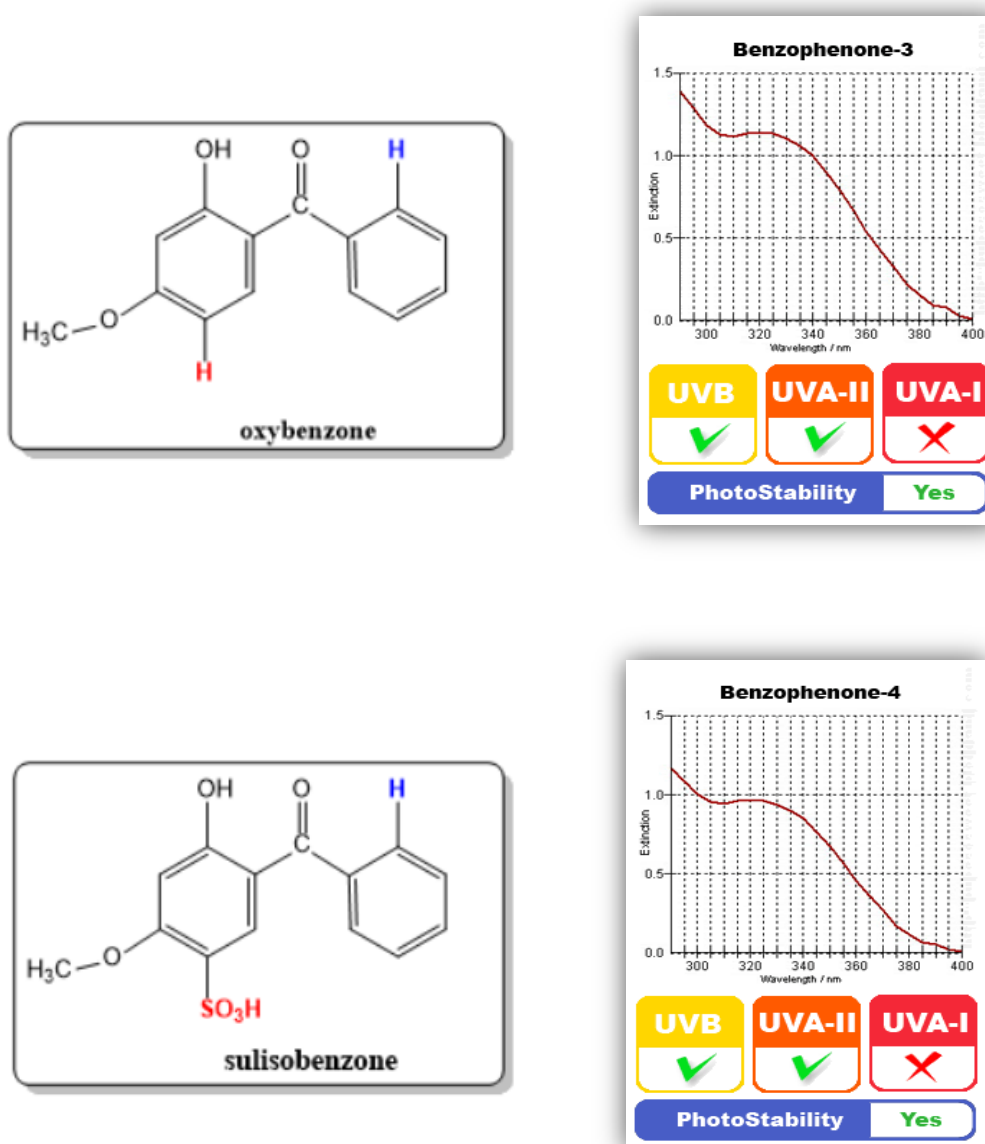 OH
O
H
C
O
H₃C
H
oxybenzone
Benzophenone-3
1.5
1.0
0.5
0.0
Extinction
300 320 340 360 380 400
Wavelength / nm
UVB UVA-II UVA-I
PhotoStability Yes
OH
O
H
C
O
H₃C
SO₃H
sulisobenzone
Benzophenone-4
1.5
1.0
0.5
0.0
Extinction
300 320 340 360 380 400
Wavelength / nm
UVB UVA-II UVA-I
PhotoStability Yes